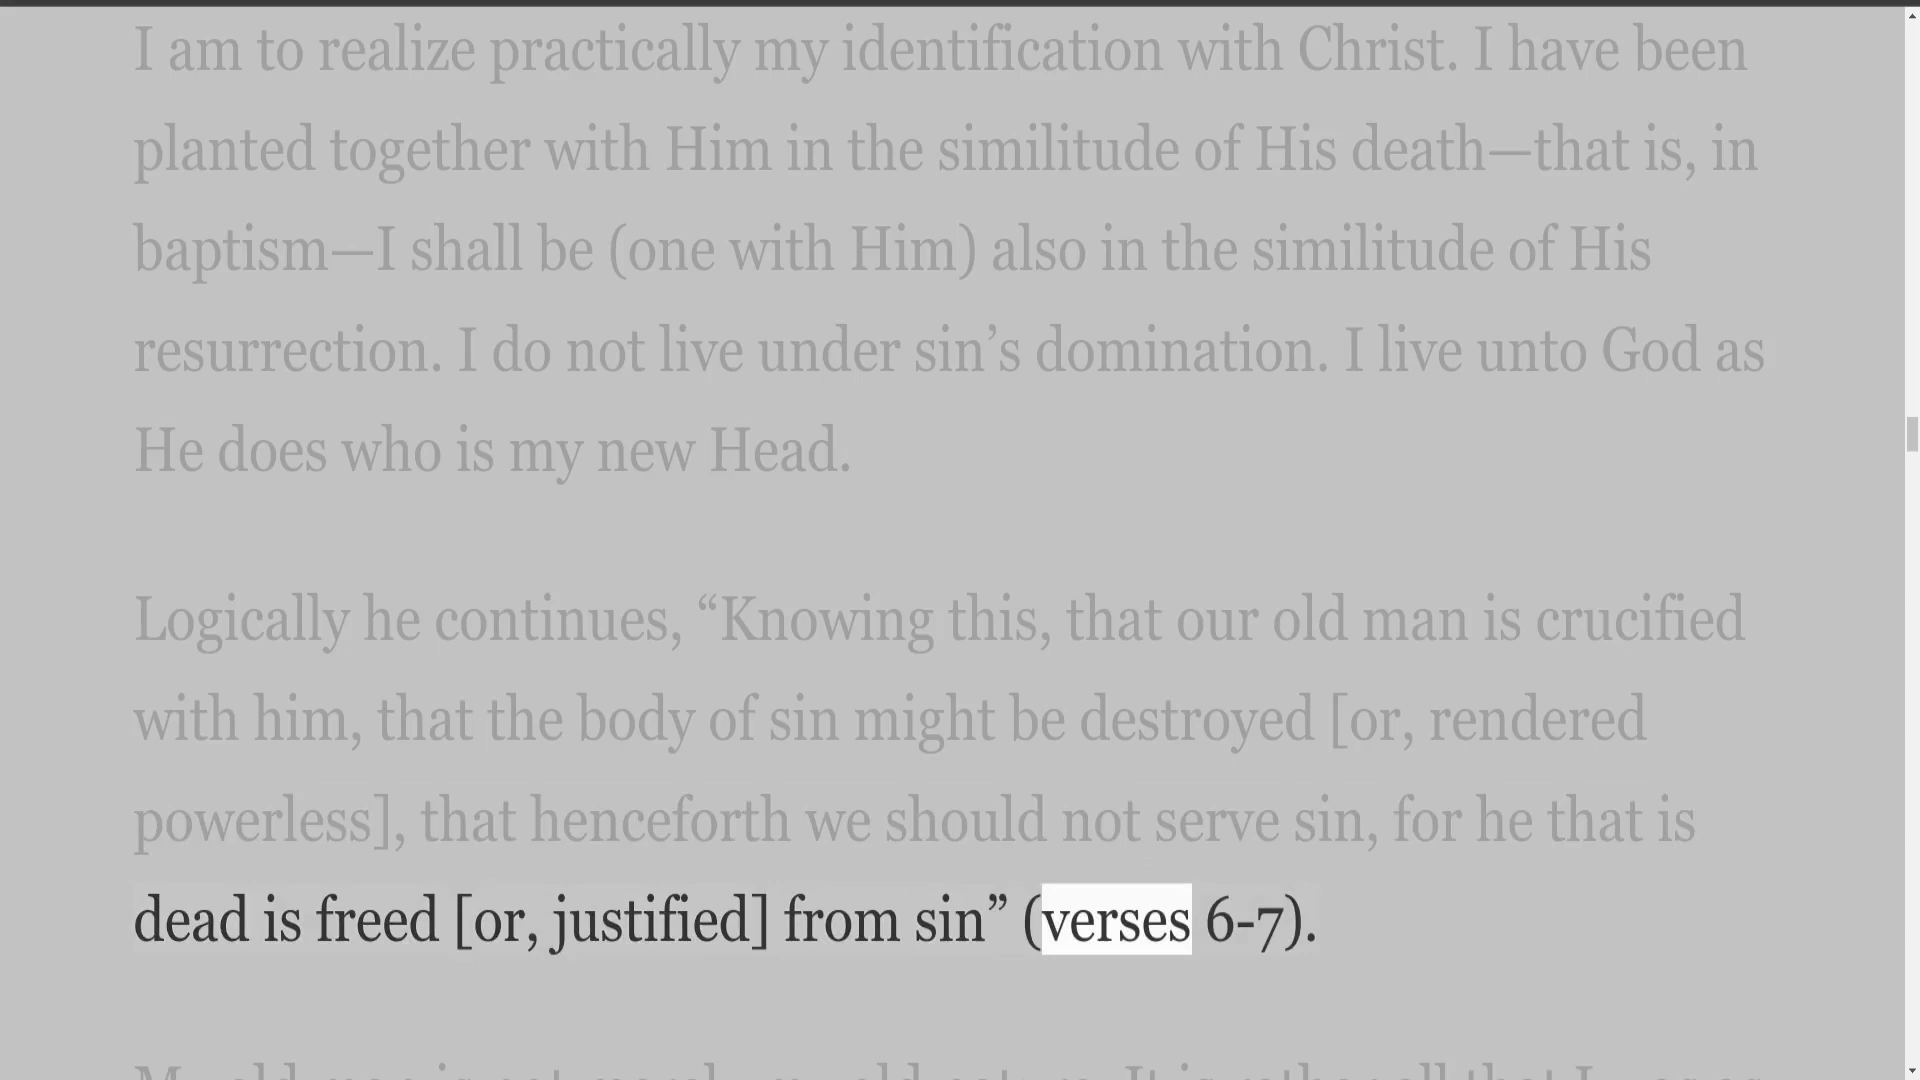 I am to realize practically my identification with Christ. I have been
planted together with Him in the similitude of His death—that is, in
baptism—I shall be (one with Him) also in the similitude of His
resurrection. I do not live under sin’s domination. I live unto God as
He does who is my new Head.
Logically he continues, “Knowing this, that our old man is crucified
with him, that the body of sin might be destroyed [or, rendered
powerless], that henceforth we should not serve sin, for he that is
dead is freed [or, justified] from sin” (verses 6-7).